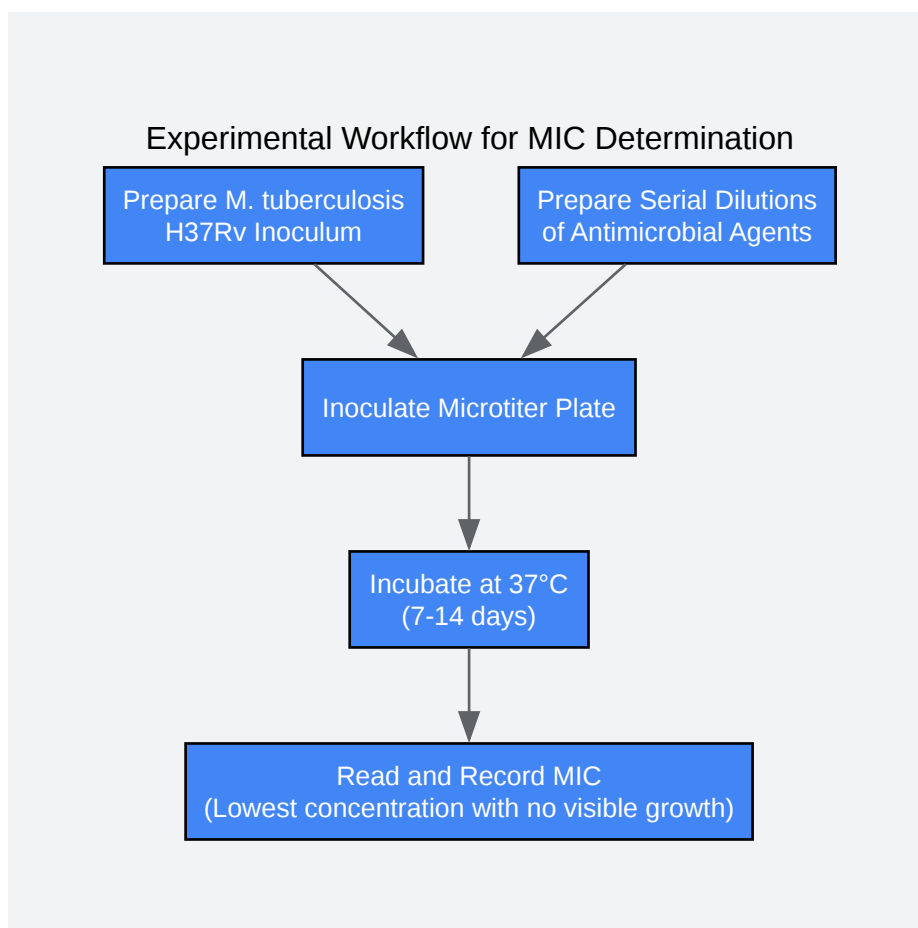 Experimental Workflow for MIC Determination
Prepare M. tuberculosis
H37Rv Inoculum
Prepare Serial Dilutions
of Antimicrobial Agents
Inoculate Microtiter Plate
Incubate at 37°C
(7-14 days)
Read and Record MIC
(Lowest concentration with no visible growth)